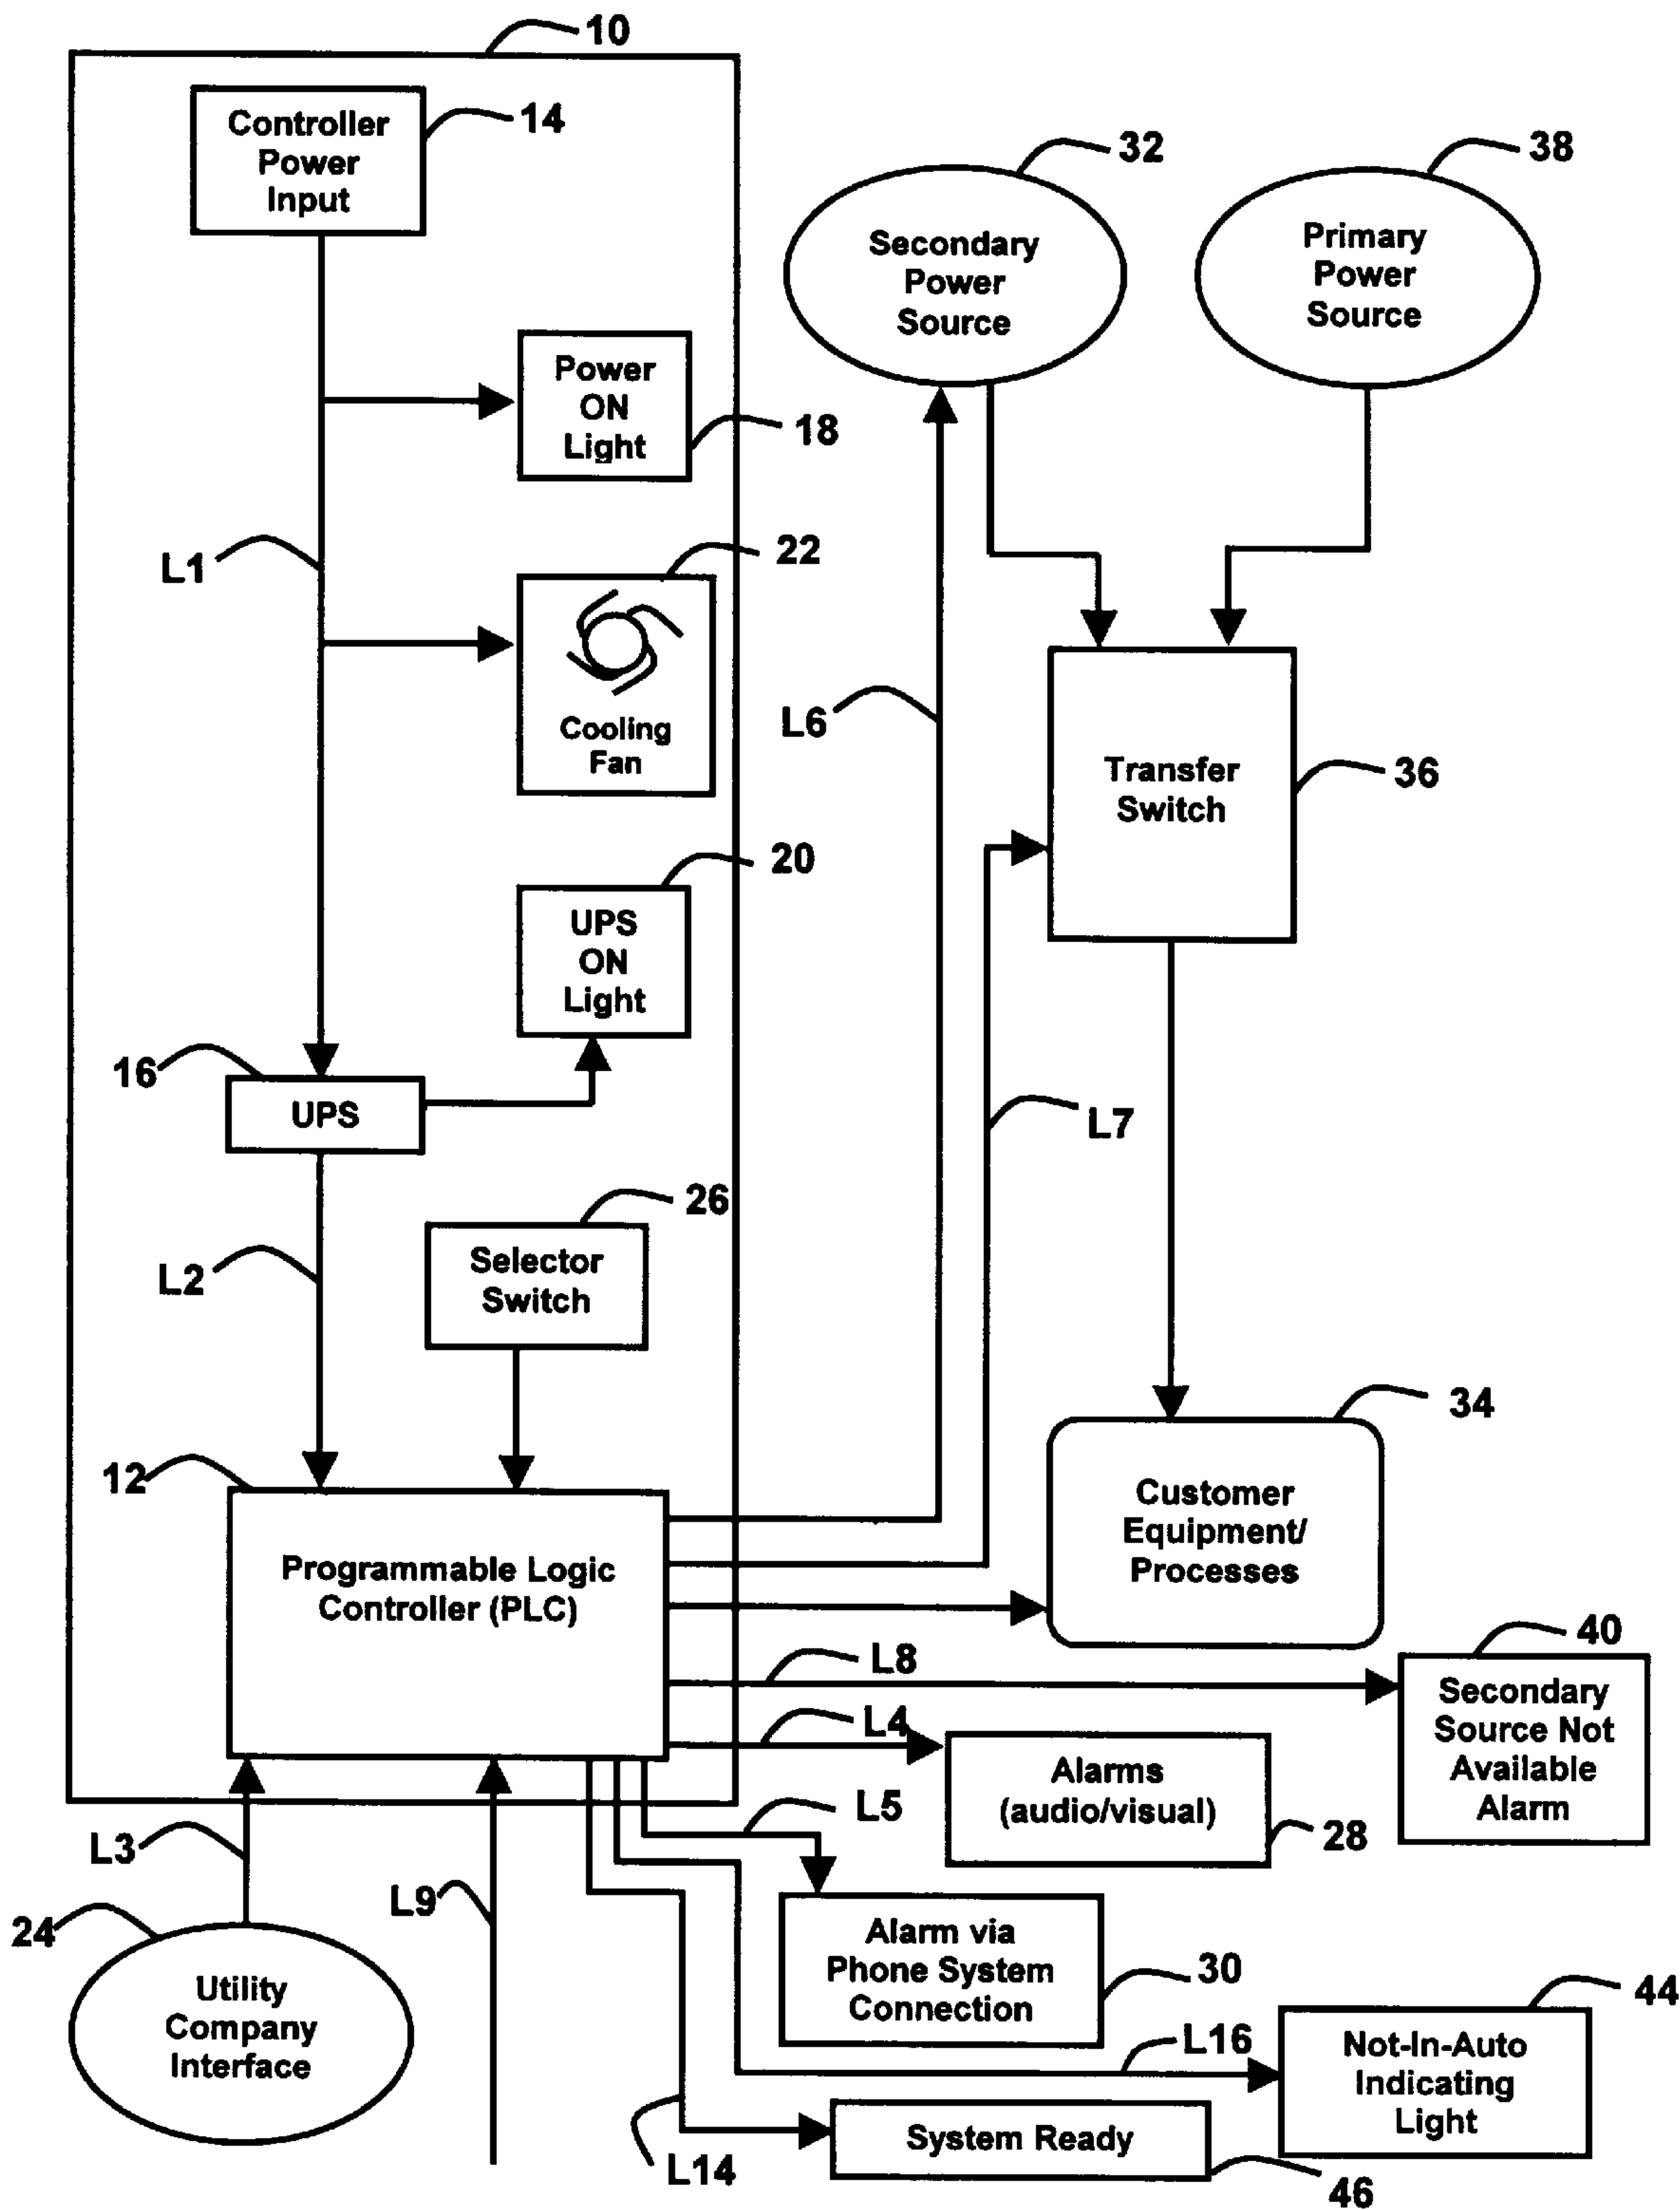 10
Controller
Power
Input
14
32
38
Secondary
Power
Source
Primary
Power
Source
Power
ON
Light
18
L1
22
Cooling
Fan
L6
Transfer
Switch
36
20
UPS
ON
Light
16
UPS
L7
26
L2
Selector
Switch
34
12
Customer
Equipment/
Processes
Programmable Logic
Controller (PLC)
40
L8
Secondary
Source Not
Available
Alarm
L4
Alarms
(audio/visual)
28
L5
L3
L9
24
Utility
Company
Interface
Alarm via
Phone System
Connection
30
44
L16
Not-In-Auto
Indicating
Light
L14
System Ready
46